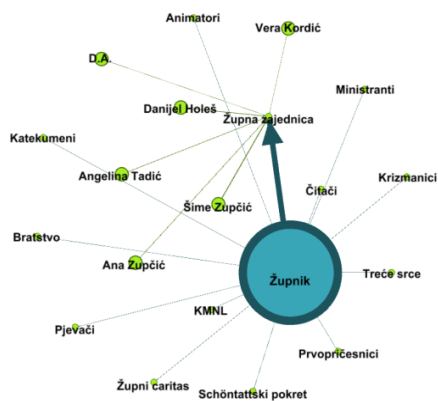 Animatori
Vera Kordić
D.A.
Danijel Holeš
Župna zajednica
Ministranti
Katekumeni
Angelina Tadić
Čitači
Krizmanici
Šime Zupčić
Bratstvo
Ana Zupčić
Župnik
Treće srce
KMNL
Pjevači
Prvopričesnici
Župni caritas
Schöntattski pokret